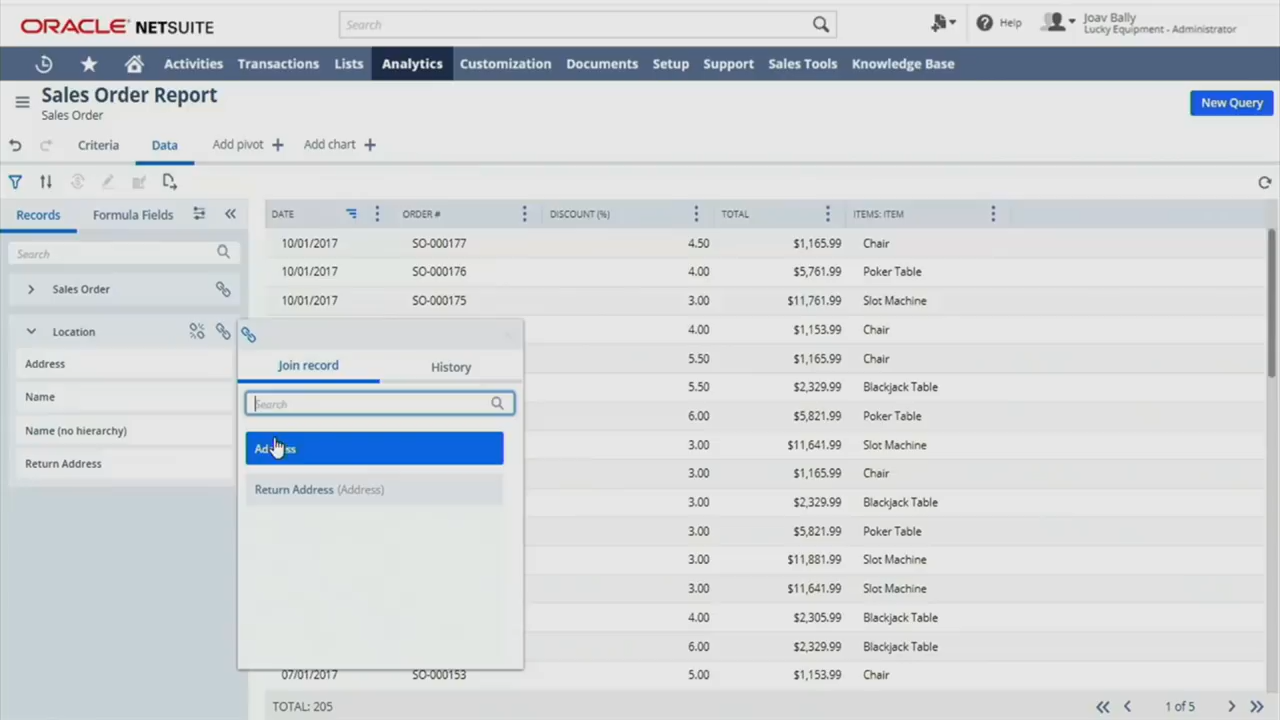 ORACLE NETSUITE
Search
Help
Joav Bally
Lucky Equipment - Administrator
Activities Transactions Lists Analytics Customization Documents Setup Support Sales Tools Knowledge Base
Sales Order Report
Sales Order
New Query
Criteria Data Add pivot + Add chart +
Records Formula Fields
Search
Sales Order
Location
Address
Name
Name (no hierarchy)
Return Address
Join record History
Search
Address
Return Address (Address)
DATE ORDER # DISCOUNT (%) TOTAL ITEMS: ITEM
10/01/2017 SO-000177 4.50 $1,165.99 Chair
10/01/2017 SO-000176 4.00 $5,761.99 Poker Table
10/01/2017 SO-000175 3.00 $11,761.99 Slot Machine
4.00 $1,153.99 Chair
5.50 $1,165.99 Chair
5.50 $2,329.99 Blackjack Table
6.00 $5,821.99 Poker Table
3.00 $11,641.99 Slot Machine
3.00 $1,165.99 Chair
3.00 $2,329.99 Blackjack Table
3.00 $5,821.99 Poker Table
3.00 $11,881.99 Slot Machine
3.00 $11,641.99 Slot Machine
4.00 $2,305.99 Blackjack Table
6.00 $2,329.99 Blackjack Table
07/01/2017 SO-000153 5.00 $1,153.99 Chair
TOTAL: 205
1 of 5